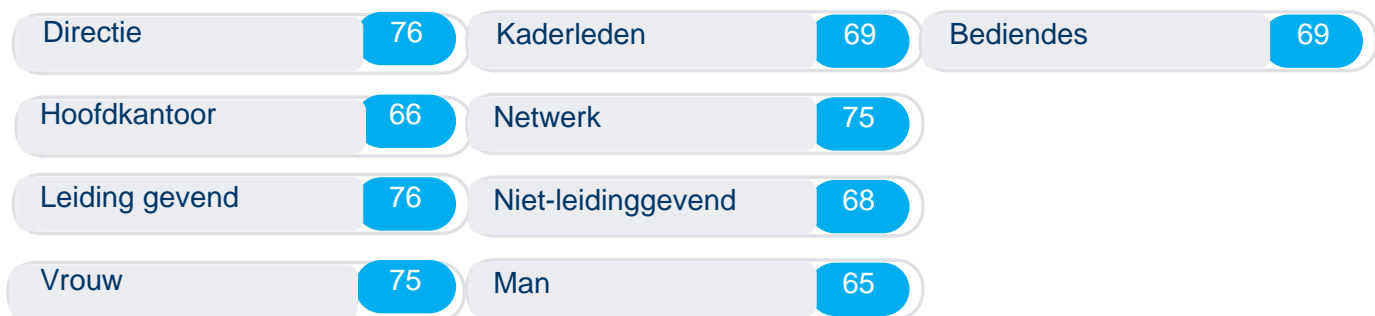 Directie 76 Kaderleden 69 Bediendes 69
Hoofdkantoor 66 Netwerk 75
Leiding gevend 76 Niet-leidinggevend 68
Vrouw 75 Man 65